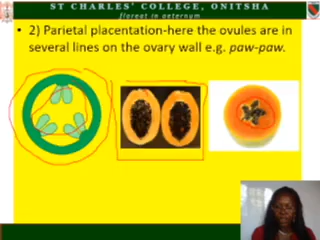 ST CHARLES' COLLEGE, ONITSHA
floreat in aeternum
• 2) Parietal placentation-here the ovules are in
several lines on the ovary wall e.g. paw-paw.